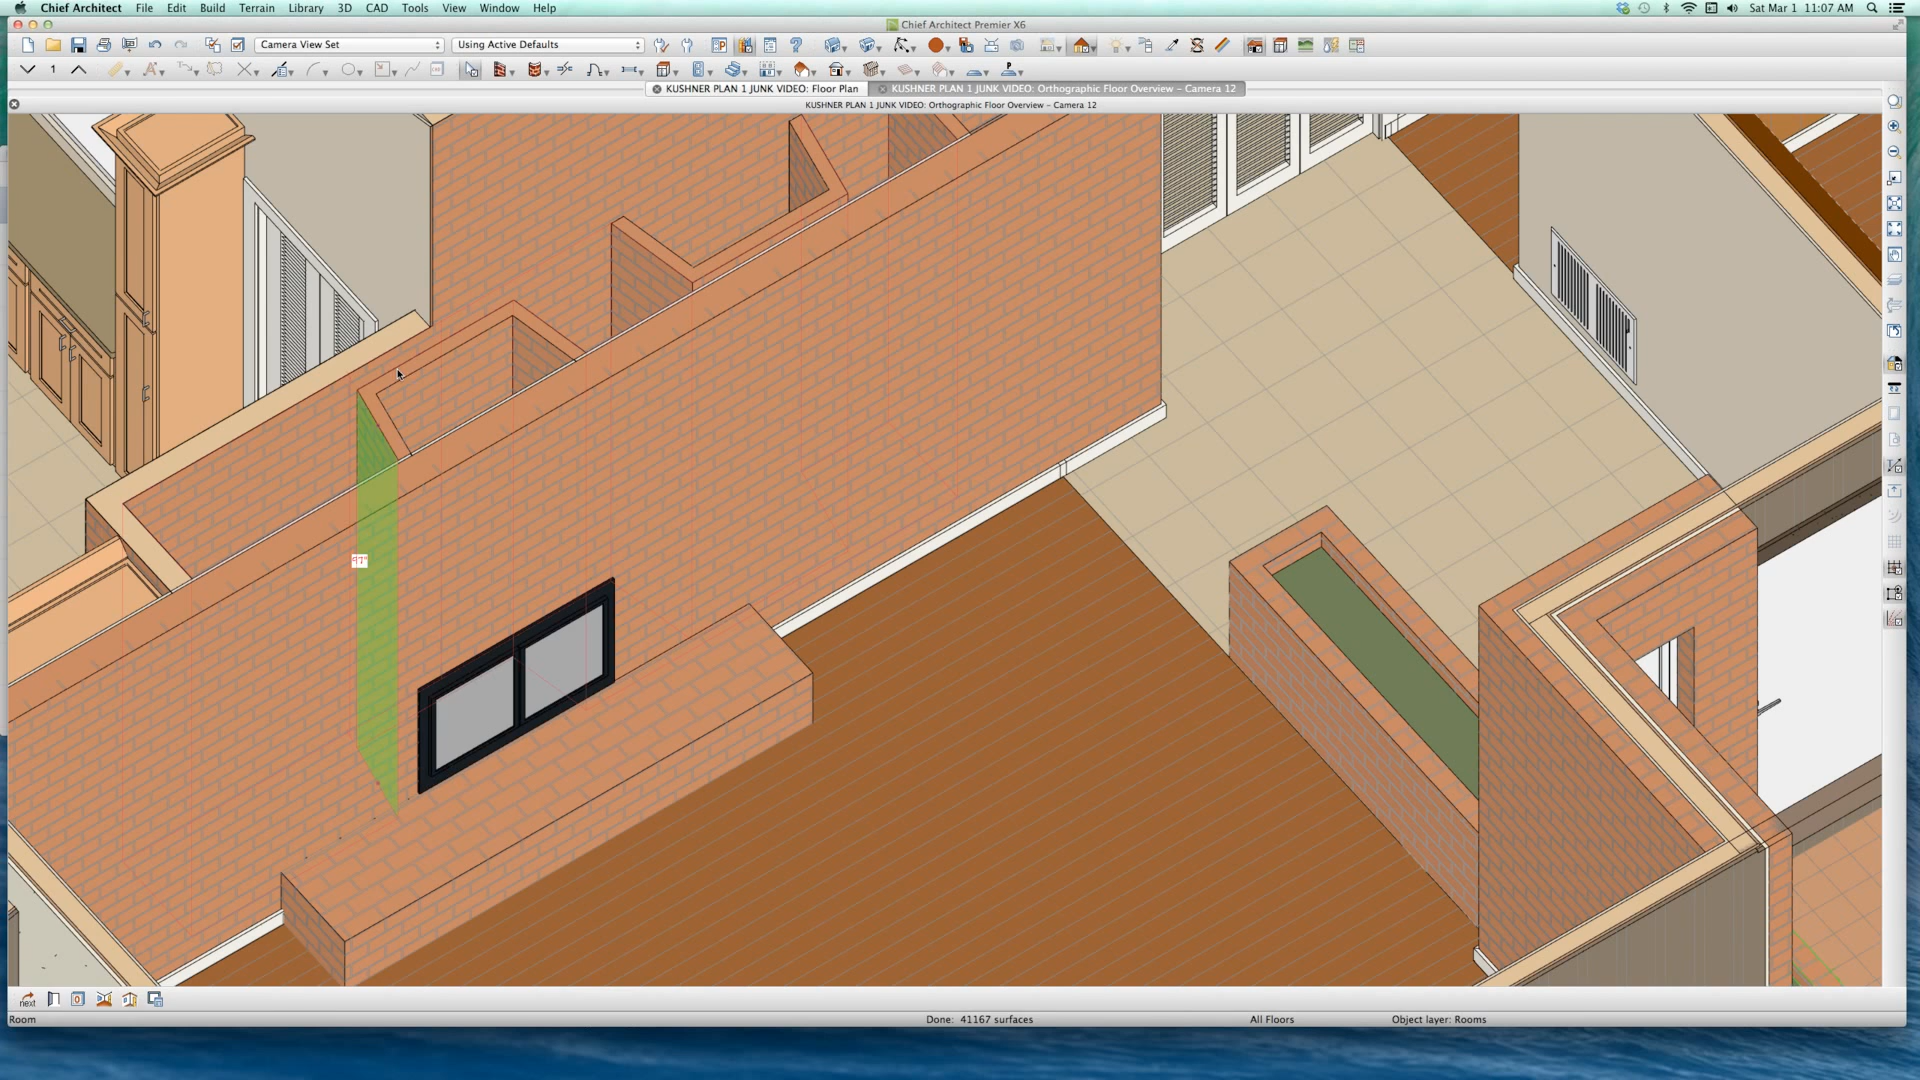 Chief Architect File Edit Build Terrain Library 3D CAD Tools View Window Help Sat Mar 1 11:07 AM
Chief Architect Premier X6
Camera View Set Using Active Defaults
1
KUSHNER PLAN 1 JUNK VIDEO: Floor Plan KUSHNER PLAN 1 JUNK VIDEO: Orthographic Floor Overview - Camera 12
KUSHNER PLAN 1 JUNK VIDEO: Orthographic Floor Overview - Camera 12
next
Room Done: 41167 surfaces All Floors Object layer: Rooms